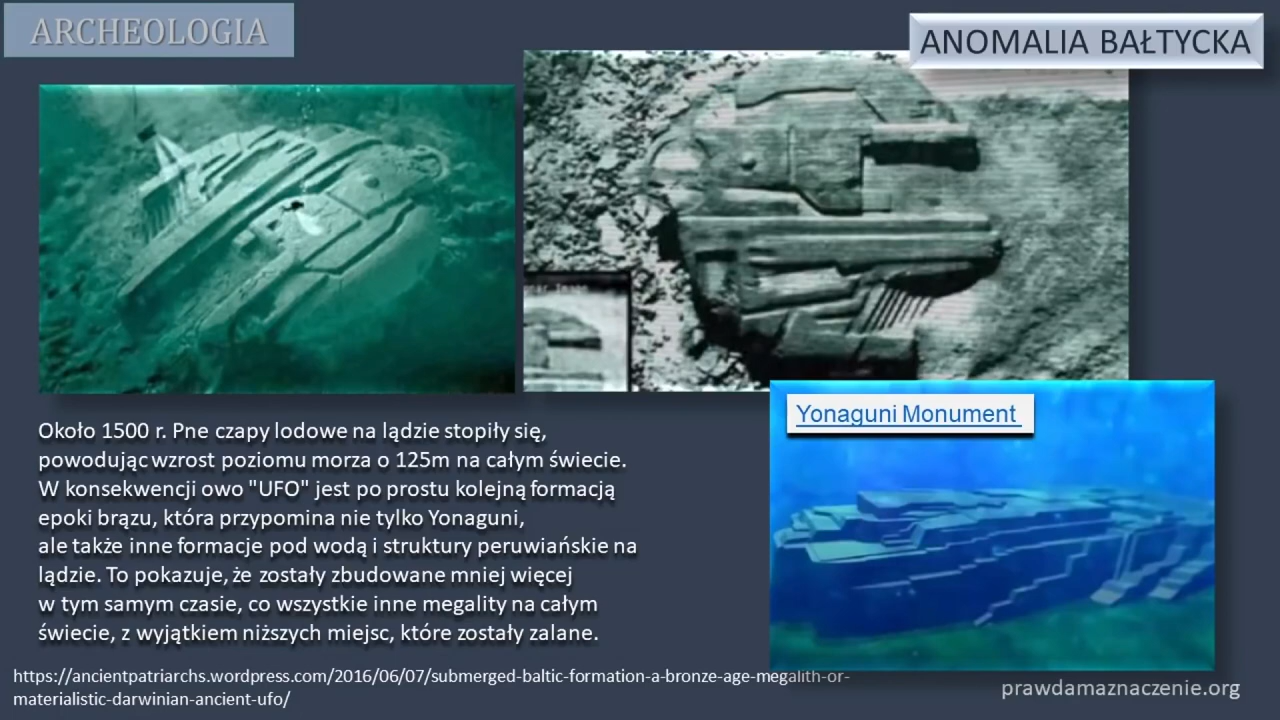 ARCHEOLOGIA
ANOMALIA BAŁTYCKA
Yonaguni Monument
Około 1500 r. Pne czapy lodowe na lądzie stopiły się,
powodując wzrost poziomu morza o 125m na całym świecie.
W konsekwencji owo "UFO" jest po prostu kolejną formacją
epoki brązu, która przypomina nie tylko Yonaguni,
ale także inne formacje pod wodą i struktury peruwiańskie na
lądzie. To pokazuje, że zostały zbudowane mniej więcej
w tym samym czasie, co wszystkie inne megality na całym
świecie, z wyjątkiem niższych miejsc, które zostały zalane.
https://ancientpatriarchs.wordpress.com/2016/06/07/submerged-baltic-formation-a-bronze-age-megalith-or-
materialistic-darwinian-ancient-ufo/
prawdamaznaczenie.org